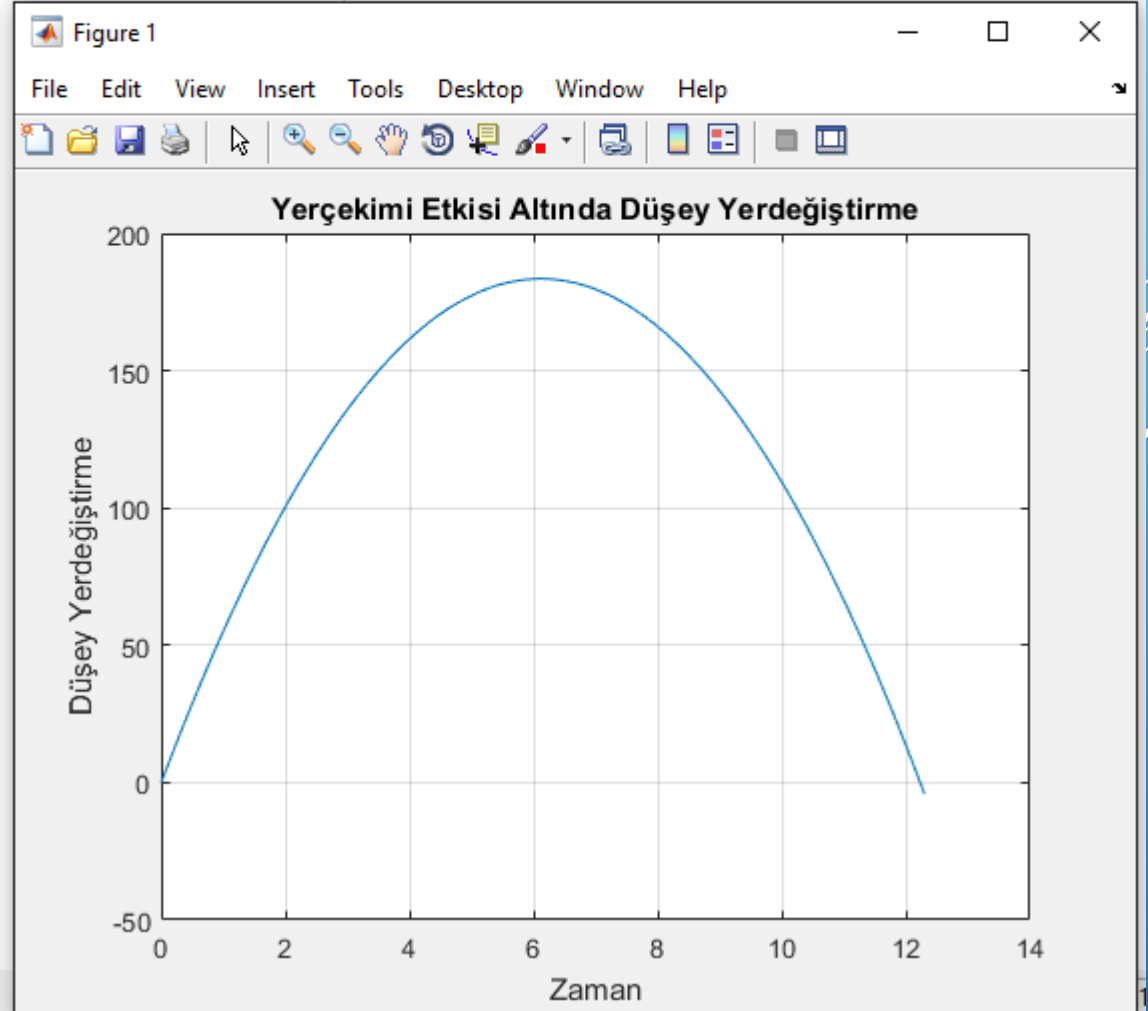 Figure 1
File Edit View Insert Tools Desktop Window Help
Yerçekimi Etkisi Altında Düşey Yerdeğiştirme
200
150
100
50
0
-50
Düşey Yerdeğiştirme
0 2 4 6 8 10 12 14
Zaman
1